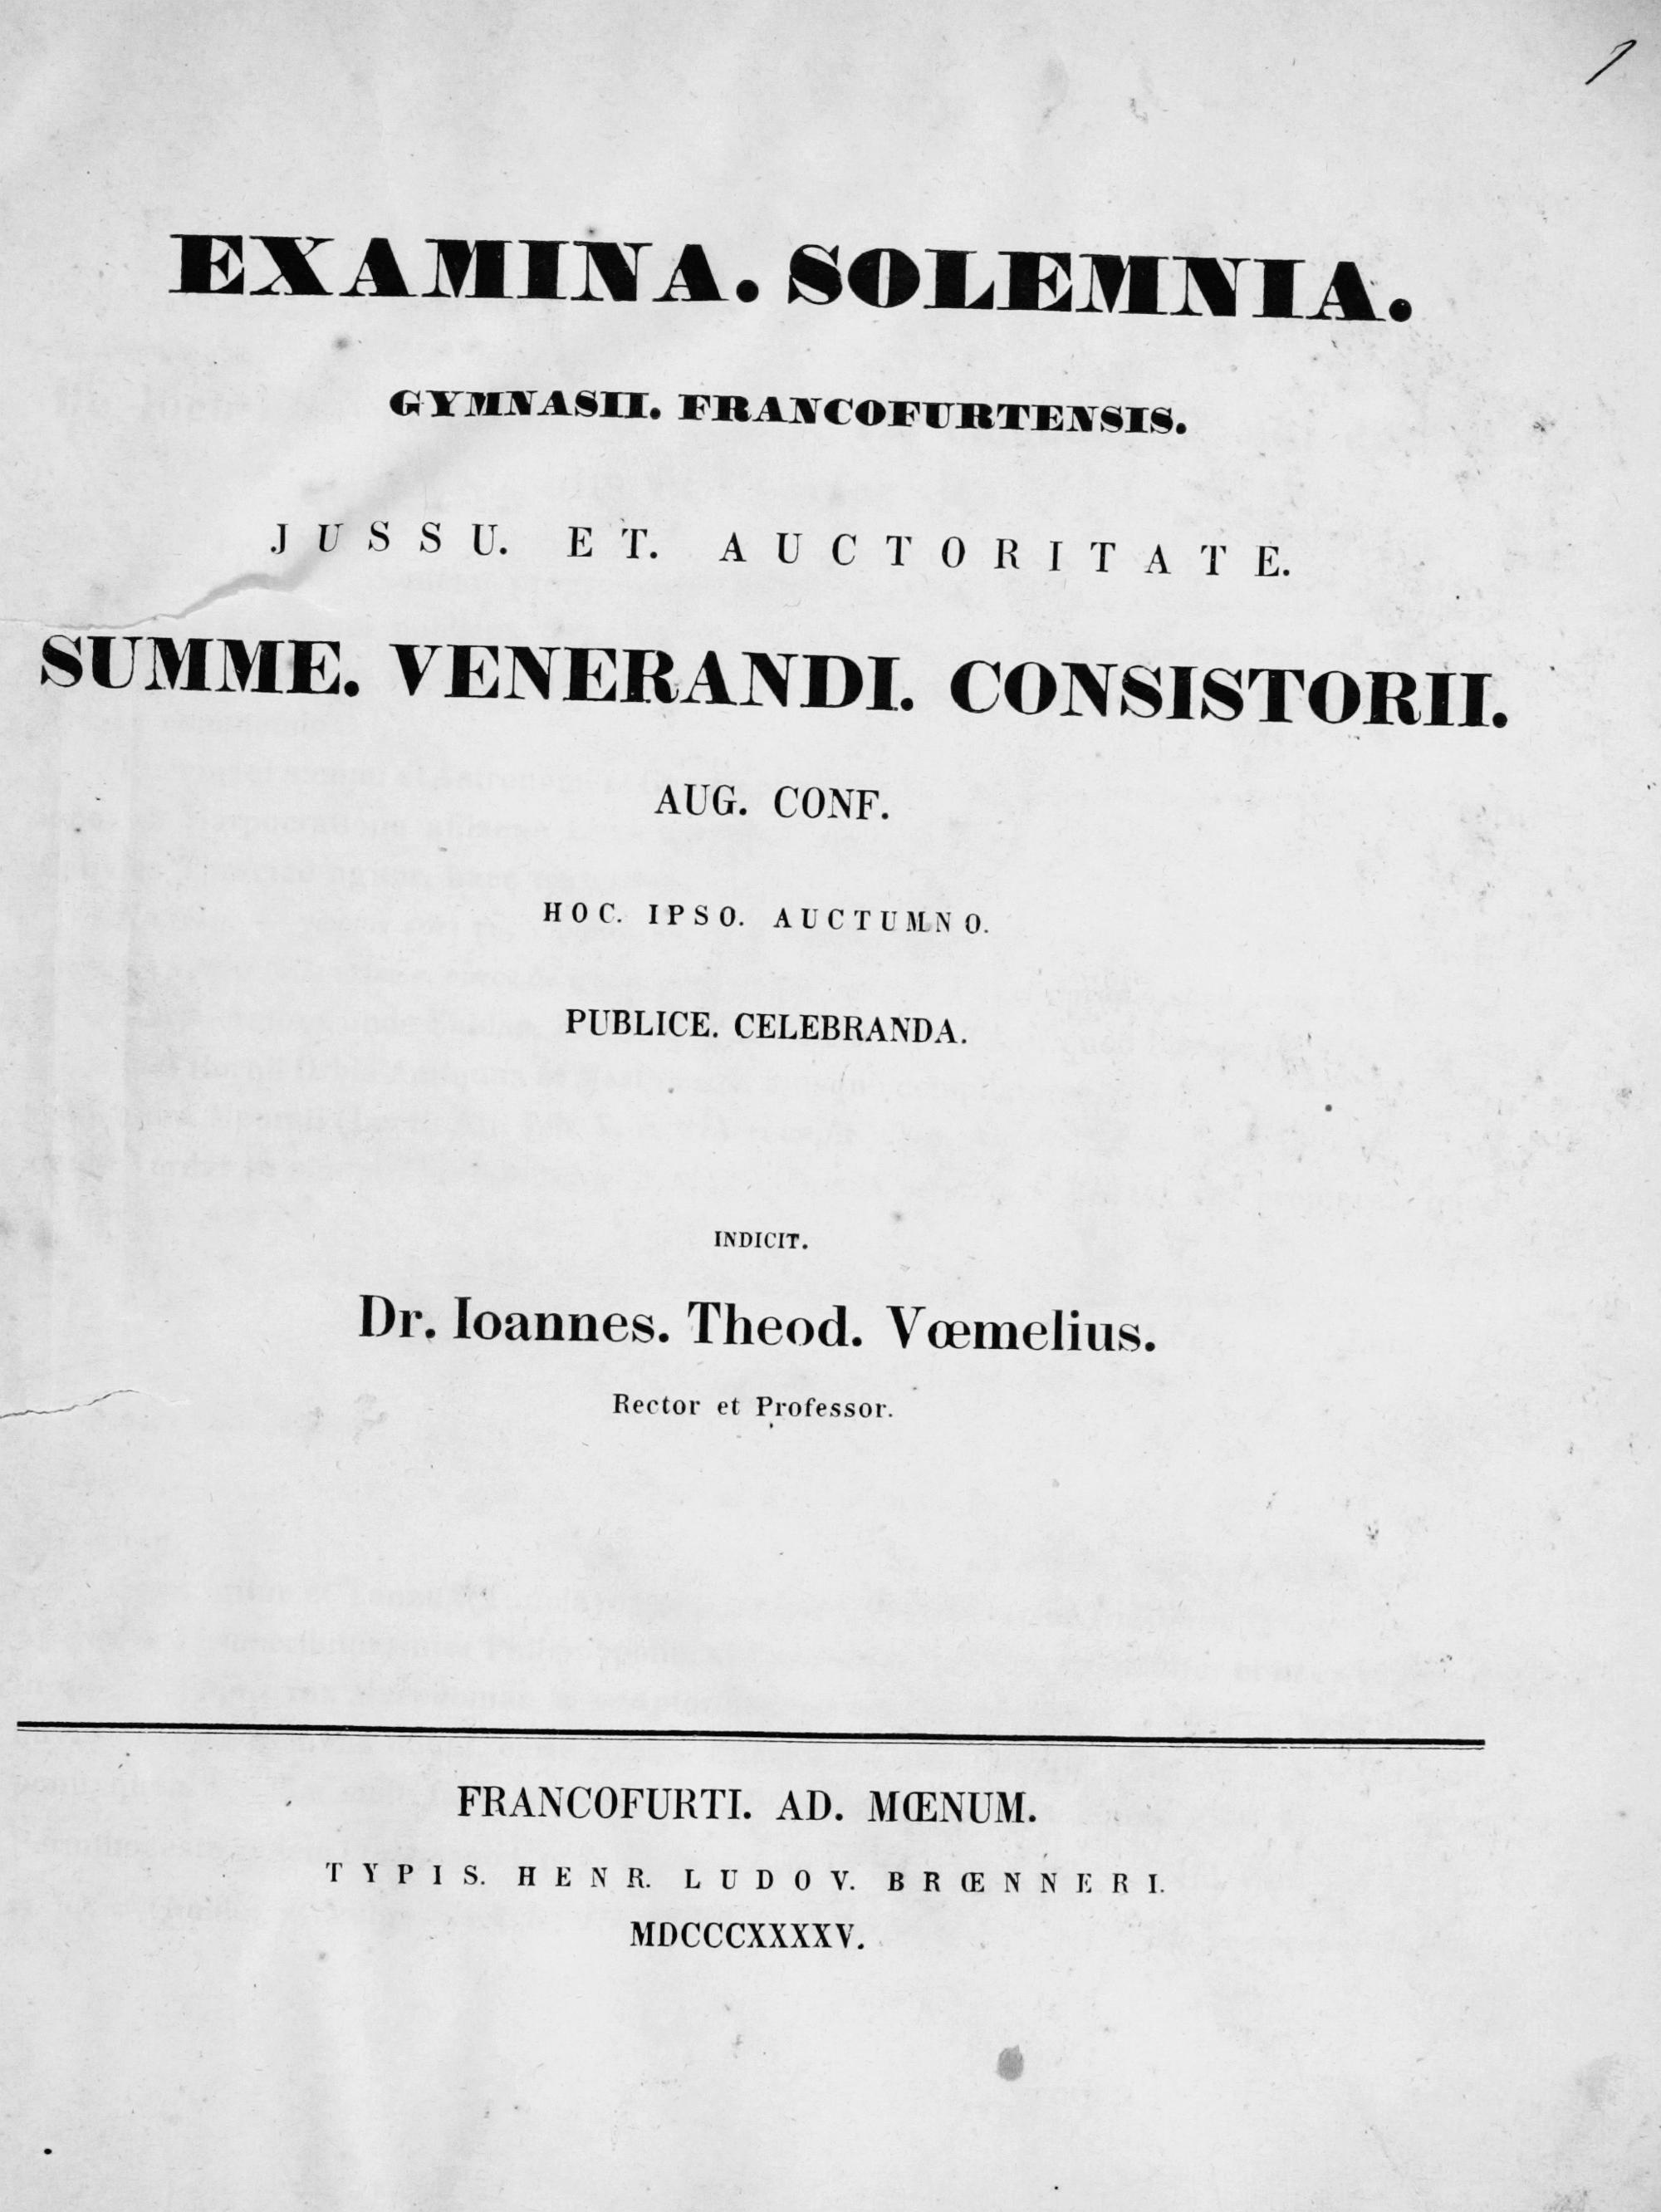 1
EXAMINA. SOLEMNIA.
GYMNASII. FRANCOFURTENSIS.
JUSSU. ET. AUCTORITATE.
SUMME. VENERANDI. CONSISTORII.
AUG. CONF.
HOC. IPSO. AUCTUMNO.
PUBLICE. CELEBRANDA.
INDICIT.
Dr. Ioannes. Theod. Vœmelius.
Rector et Professor.
FRANCOFURTI. AD. MŒNUM.
TYPIS. HENR. LUDOV. BRŒNNERI.
MDCCCXXXXV.